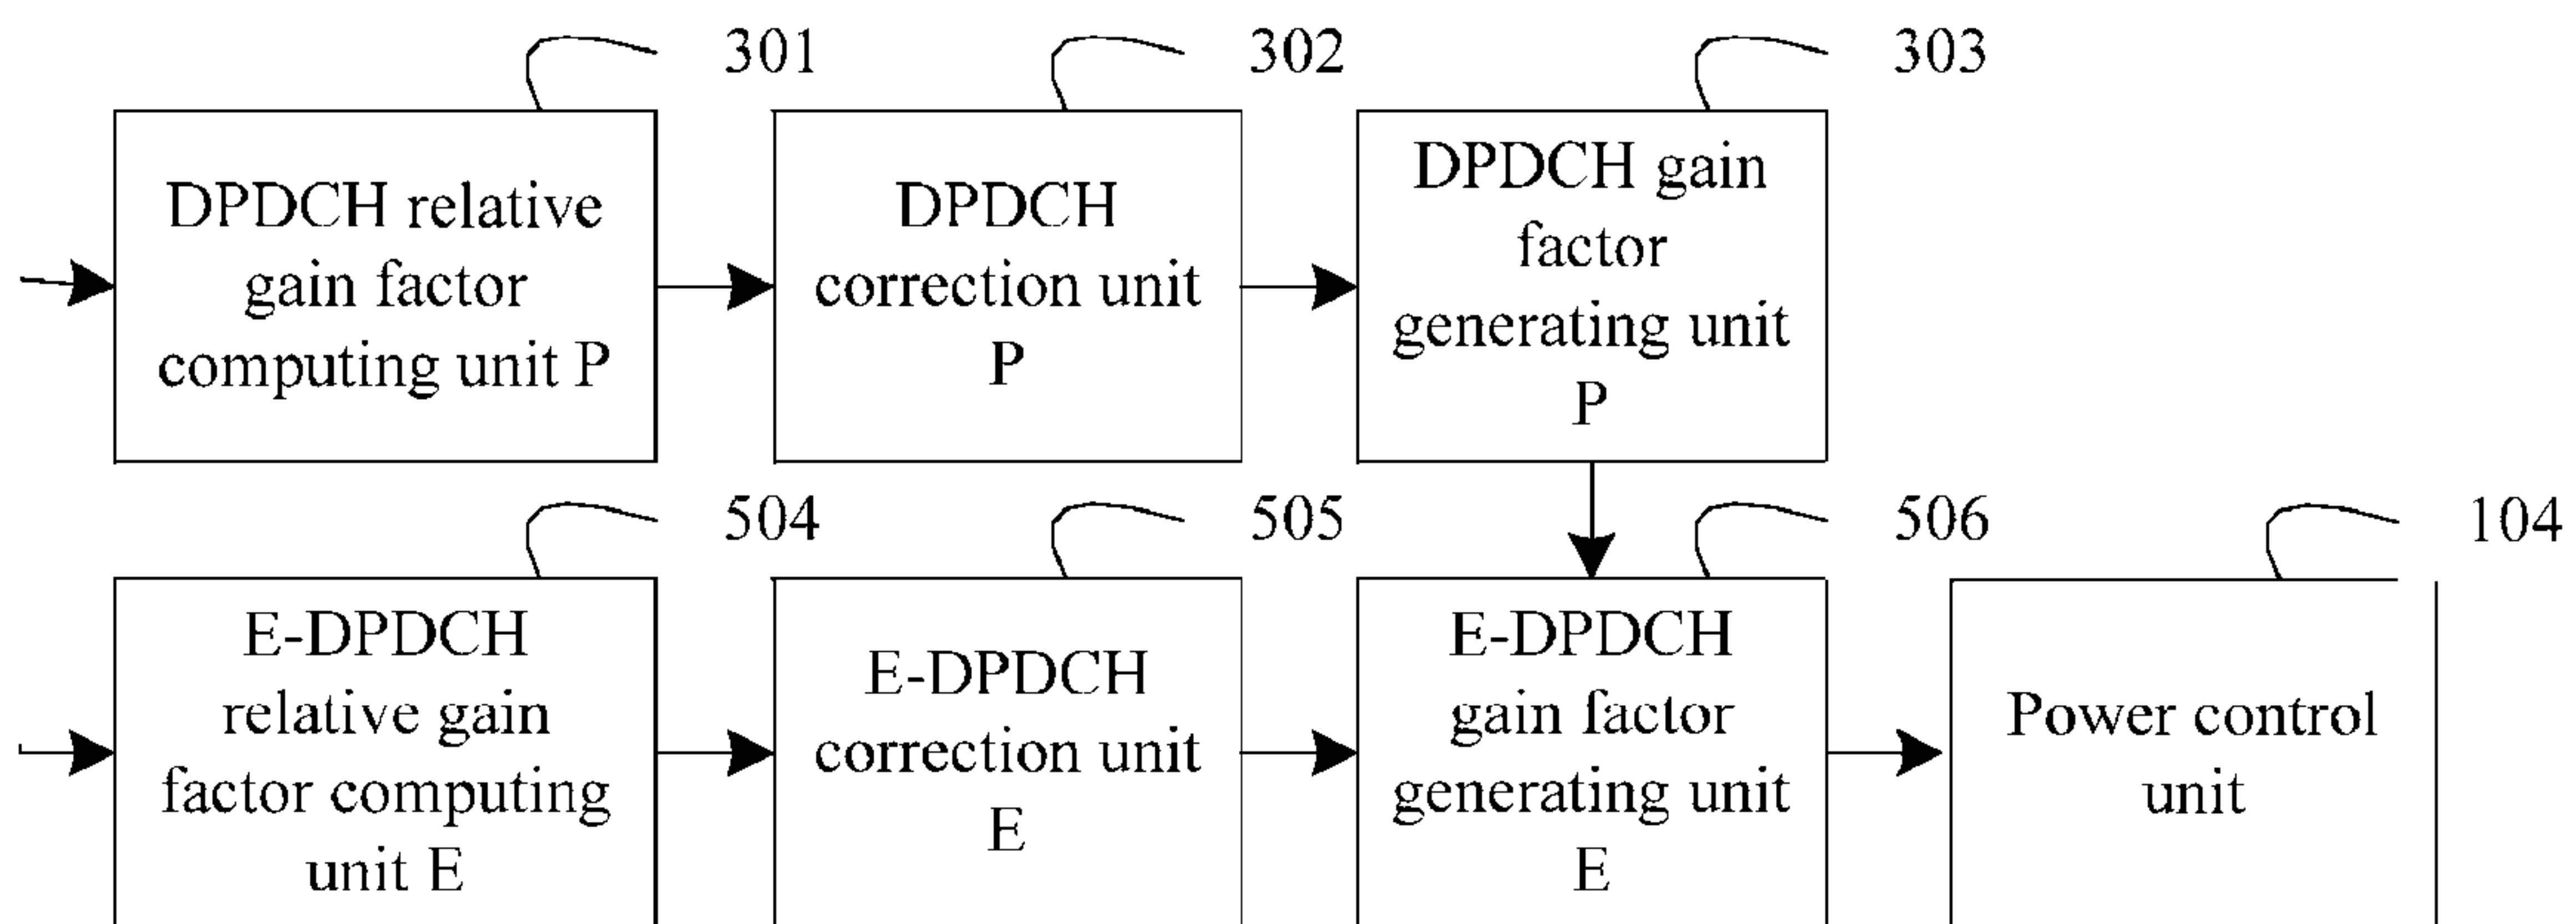 301
302
303
DPDCH relative
gain factor
computing unit P
DPDCH
correction unit
P
DPDCH gain
factor
generating unit
P
504
505
506
104
E-DPDCH
relative gain
factor computing
unit E
E-DPDCH
correction unit
E
E-DPDCH
gain factor
generating unit
E
Power control
unit